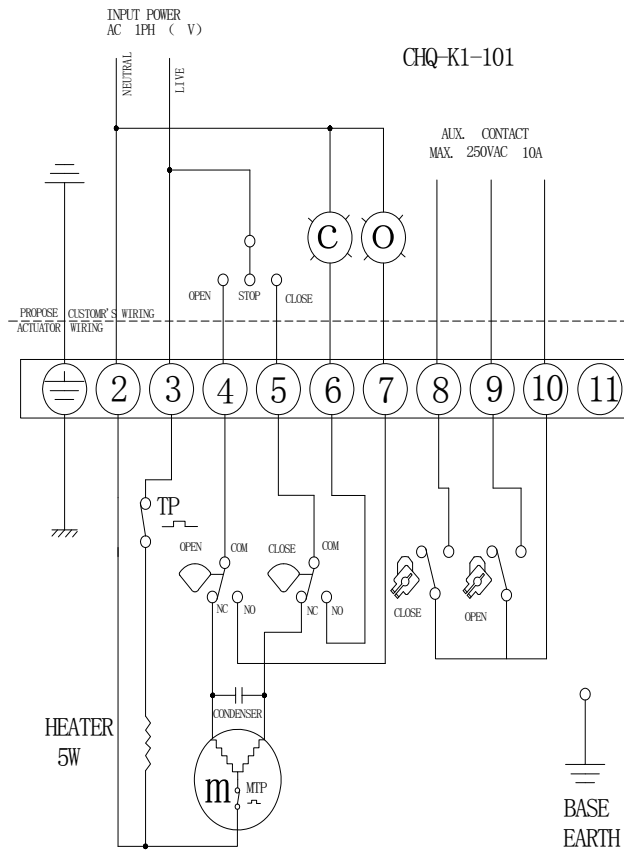 INPUT POWER
AC 1PH ( V)
CHQ-K1-101
NEUTRAL
LIVE
AUX. CONTACT
MAX. 250VAC 10A
C
O
OPEN
STOP
CLOSE
PROPOSE CUSTOMR'S WIRING
ACTUATOR WIRING
2
3
4
5
6
7
8
9
10
11
TP
OPEN
COM
CLOSE
COM
NC
NO
NC
NO
CLOSE
OPEN
CONDENSER
HEATER
5W
m
MTP
BASE
EARTH